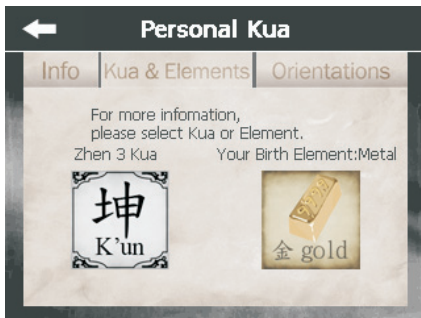 Personal Kua
Info Kua & Elements Orientations
For more infomation,
please select Kua or Element.
Zhen 3 Kua Your Birth Element:Metal
坤
K'un
金 gold